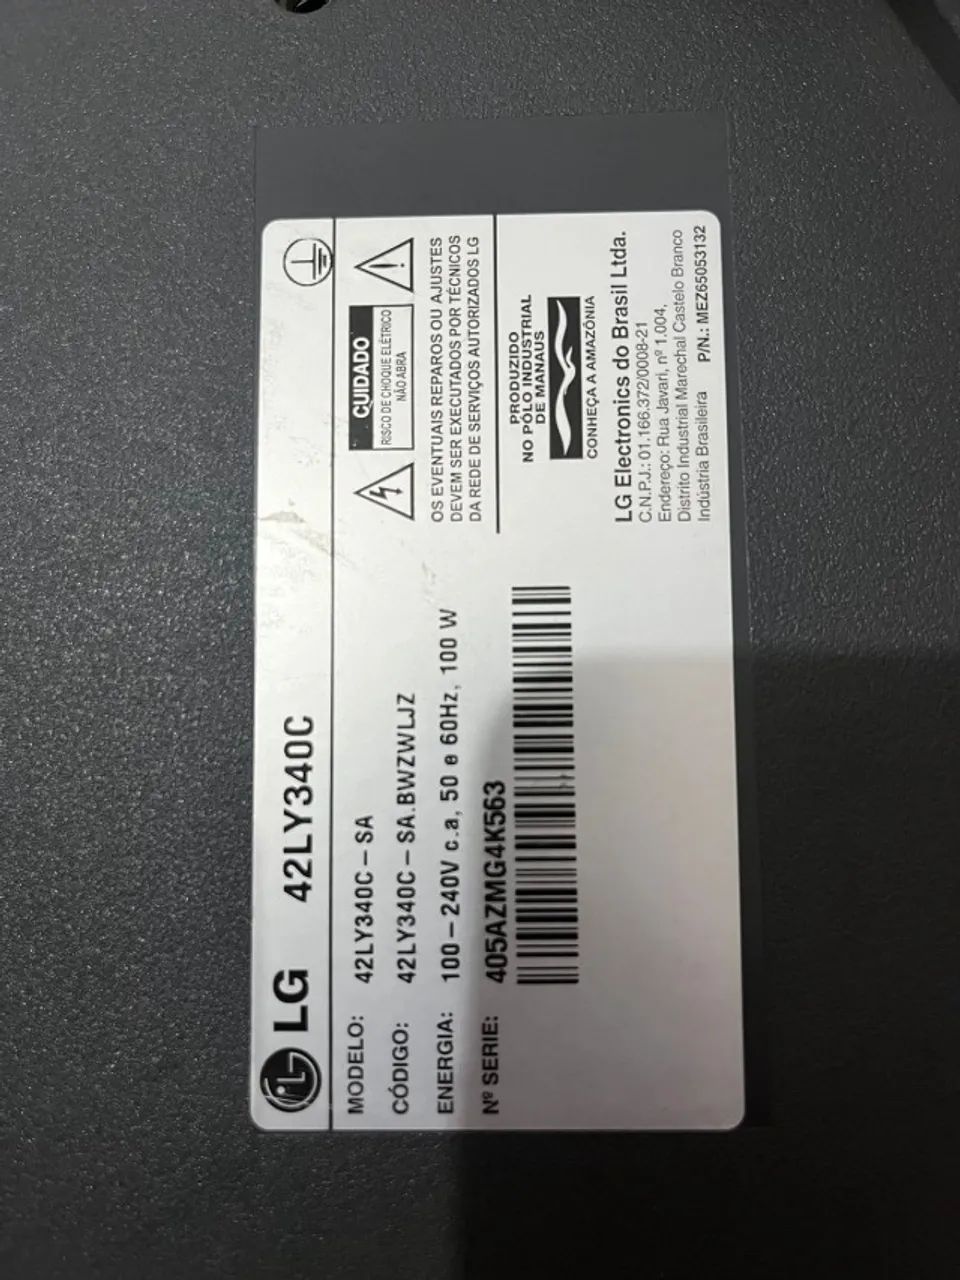 LG 42LY340C
MODELO: 42LY340C-SA
CÓDIGO: 42LY340C-SA.BWZWLJZ
ENERGIA: 100-240V c.a, 50 e 60Hz, 100 W
Nº SERIE: 405AZMG4K563
CUIDADO
RISCO DE CHOQUE ELÉTRICO
NÃO ABRA
OS EVENTUAIS REPAROS OU AJUSTES
DEVEM SER EXECUTADOS POR TÉCNICOS
DA REDE DE SERVIÇOS AUTORIZADOS LG
PRODUZIDO
NO PÓLO INDUSTRIAL
DE MANAUS
CONHEÇA A AMAZÔNIA
LG Electronics do Brasil Ltda.
C.N.P.J.: 01.166.372/0008-21
Endereço: Rua Javari, nº 1.004,
Distrito Industrial Marechal Castelo Branco
Indústria Brasileira P/N.: MEZ65053132